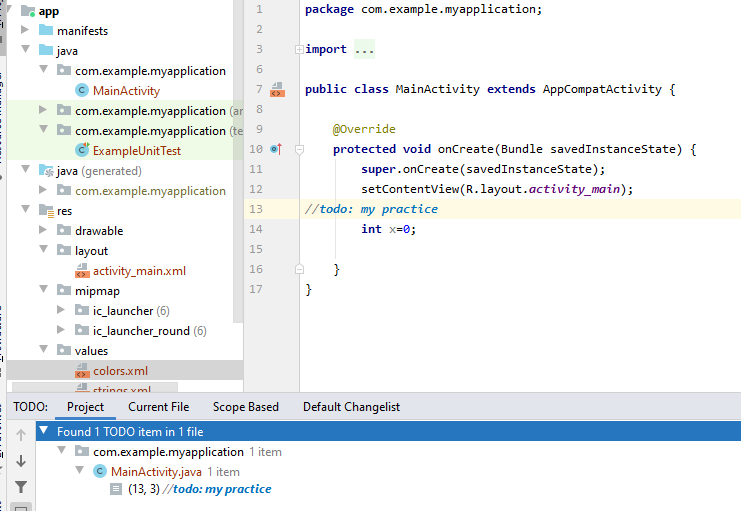 app
manifests
java
com.example.myapplication
MainActivity
com.example.myapplication (ar
com.example.myapplication (te
ExampleUnitTest
java (generated)
com.example.myapplication
res
drawable
layout
activity_main.xml
mipmap
ic_launcher (6)
ic_launcher_round (6)
values
colors.xml
strings.xml
1 package com.example.myapplication;
2
3 import ...
6
7 public class MainActivity extends AppCompatActivity {
8
9 @Override
10 protected void onCreate(Bundle savedInstanceState) {
11 super.onCreate(savedInstanceState);
12 setContentView(R.layout.activity_main);
13 //todo: my practice
14 int x=0;
15
16 }
17 }
TODO: Project Current File Scope Based Default Changelist
Found 1 TODO item in 1 file
com.example.myapplication 1 item
MainActivity.java 1 item
(13, 3) //todo: my practice